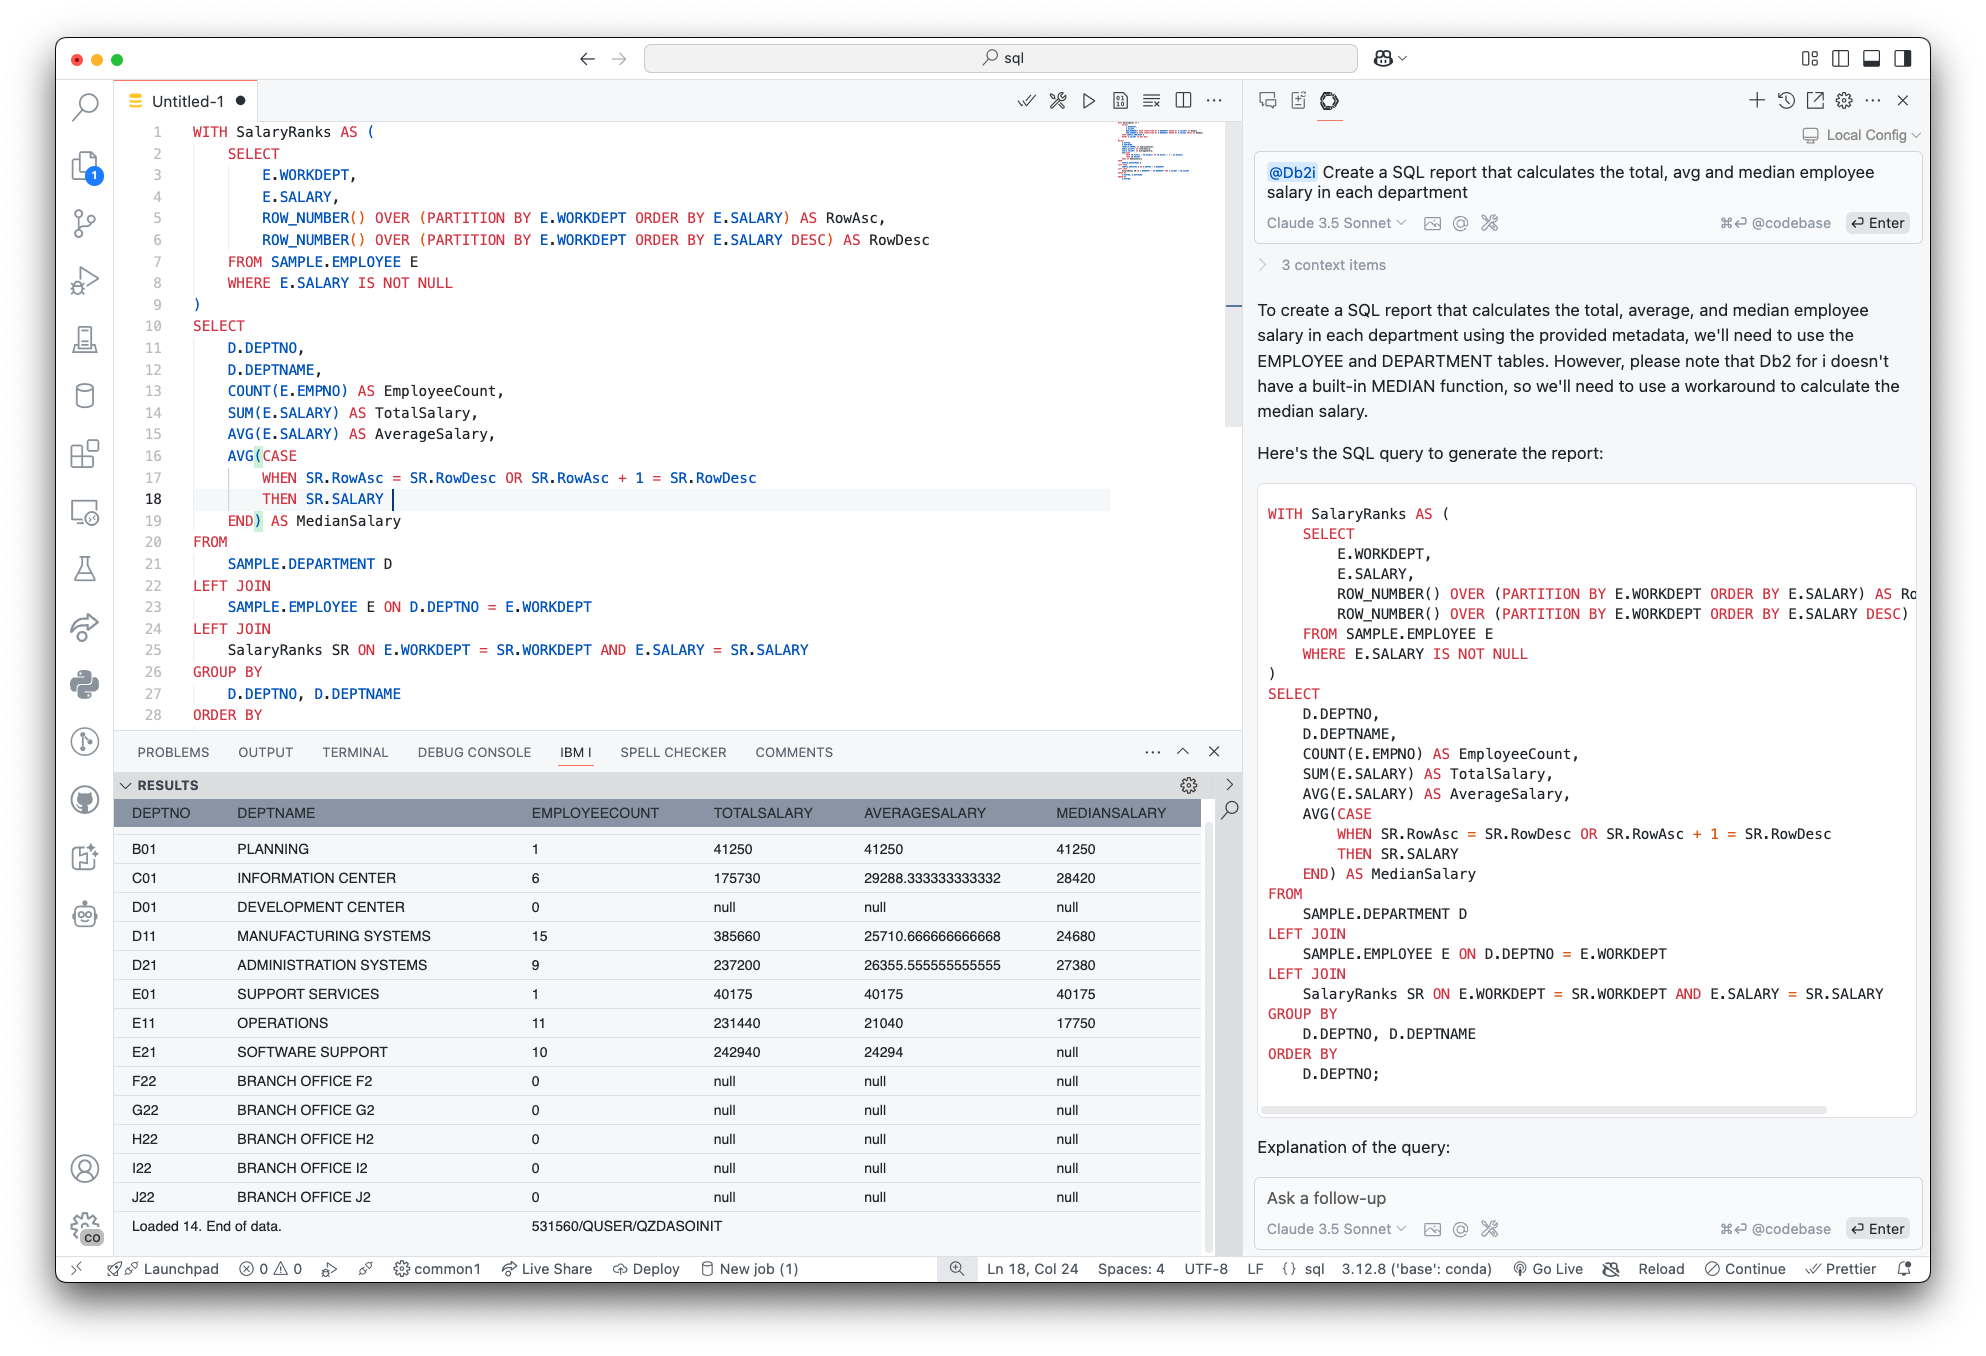 sql
Untitled-1
1 WITH SalaryRanks AS (
2 SELECT
3 E.WORKDEPT,
4 E.SALARY,
5 ROW_NUMBER() OVER (PARTITION BY E.WORKDEPT ORDER BY E.SALARY) AS RowAsc,
6 ROW_NUMBER() OVER (PARTITION BY E.WORKDEPT ORDER BY E.SALARY DESC) AS RowDesc
7 FROM SAMPLE.EMPLOYEE E
8 WHERE E.SALARY IS NOT NULL
9 )
10 SELECT
11 D.DEPTNO,
12 D.DEPTNAME,
13 COUNT(E.EMPNO) AS EmployeeCount,
14 SUM(E.SALARY) AS TotalSalary,
15 AVG(E.SALARY) AS AverageSalary,
16 AVG(CASE
17 WHEN SR.RowAsc = SR.RowDesc OR SR.RowAsc + 1 = SR.RowDesc
18 THEN SR.SALARY
19 END) AS MedianSalary
20 FROM
21 SAMPLE.DEPARTMENT D
22 LEFT JOIN
23 SAMPLE.EMPLOYEE E ON D.DEPTNO = E.WORKDEPT
24 LEFT JOIN
25 SalaryRanks SR ON E.WORKDEPT = SR.WORKDEPT AND E.SALARY = SR.SALARY
26 GROUP BY
27 D.DEPTNO, D.DEPTNAME
28 ORDER BY
1
PROBLEMS OUTPUT TERMINAL DEBUG CONSOLE IBM I SPELL CHECKER COMMENTS
RESULTS
DEPTNO DEPTNAME EMPLOYEECOUNT TOTALSALARY AVERAGESALARY MEDIANSALARY
B01 PLANNING 1 41250 41250 41250
C01 INFORMATION CENTER 6 175730 29288.333333333332 28420
D01 DEVELOPMENT CENTER 0 null null null
D11 MANUFACTURING SYSTEMS 15 385660 25710.666666666668 24680
D21 ADMINISTRATION SYSTEMS 9 237200 26355.555555555555 27380
E01 SUPPORT SERVICES 1 40175 40175 40175
E11 OPERATIONS 11 231440 21040 17750
E21 SOFTWARE SUPPORT 10 242940 24294 null
F22 BRANCH OFFICE F2 0 null null null
G22 BRANCH OFFICE G2 0 null null null
H22 BRANCH OFFICE H2 0 null null null
I22 BRANCH OFFICE I2 0 null null null
J22 BRANCH OFFICE J2 0 null null null
Loaded 14. End of data. 531560/QUSER/QZDASOINIT
CO
Local Config
@Db2i Create a SQL report that calculates the total, avg and median employee
salary in each department
Claude 3.5 Sonnet @ ⌘⏎ @codebase ⏎ Enter
3 context items
To create a SQL report that calculates the total, average, and median employee
salary in each department using the provided metadata, we'll need to use the
EMPLOYEE and DEPARTMENT tables. However, please note that Db2 for i doesn't
have a built-in MEDIAN function, so we'll need to use a workaround to calculate the
median salary.
Here's the SQL query to generate the report:
WITH SalaryRanks AS (
SELECT
E.WORKDEPT,
E.SALARY,
ROW_NUMBER() OVER (PARTITION BY E.WORKDEPT ORDER BY E.SALARY) AS Ro
ROW_NUMBER() OVER (PARTITION BY E.WORKDEPT ORDER BY E.SALARY DESC)
FROM SAMPLE.EMPLOYEE E
WHERE E.SALARY IS NOT NULL
)
SELECT
D.DEPTNO,
D.DEPTNAME,
COUNT(E.EMPNO) AS EmployeeCount,
SUM(E.SALARY) AS TotalSalary,
AVG(E.SALARY) AS AverageSalary,
AVG(CASE
WHEN SR.RowAsc = SR.RowDesc OR SR.RowAsc + 1 = SR.RowDesc
THEN SR.SALARY
END) AS MedianSalary
FROM
SAMPLE.DEPARTMENT D
LEFT JOIN
SAMPLE.EMPLOYEE E ON D.DEPTNO = E.WORKDEPT
LEFT JOIN
SalaryRanks SR ON E.WORKDEPT = SR.WORKDEPT AND E.SALARY = SR.SALARY
GROUP BY
D.DEPTNO, D.DEPTNAME
ORDER BY
D.DEPTNO;
Explanation of the query:
Ask a follow-up
Claude 3.5 Sonnet @ ⌘⏎ @codebase ⏎ Enter
Launchpad 0 0 common1 Live Share Deploy New job (1) Ln 18, Col 24 Spaces: 4 UTF-8 LF {} sql 3.12.8 ('base': conda) Go Live Reload Continue Prettier